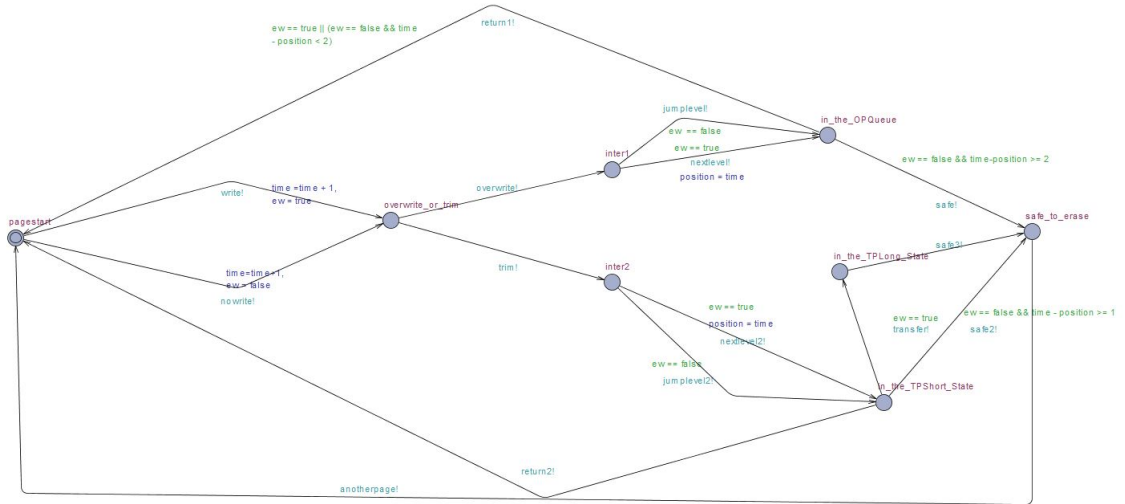 ew == true || (ew == false && time
- position < 2)
return1!
jumplevel!
in_the_OPQueue
ew == false
inter1
ew == true
nextlevel!
position = time
ew == false && time-position >= 2
write!
time =time + 1,
ew = true
overwrite!
overwrite_or_trim
safe!
safe_to_erase
pagestart
safe3!
in_the_TPLong_State
trim!
inter2
time=time+1,
ew = false
nowrite!
ew == true
position = time
nextlevel2!
ew == true
transfer!
ew == false && time - position >= 1
safe2!
ew == false
jumplevel2!
in_the_TPShort_State
return2!
anotherpage!